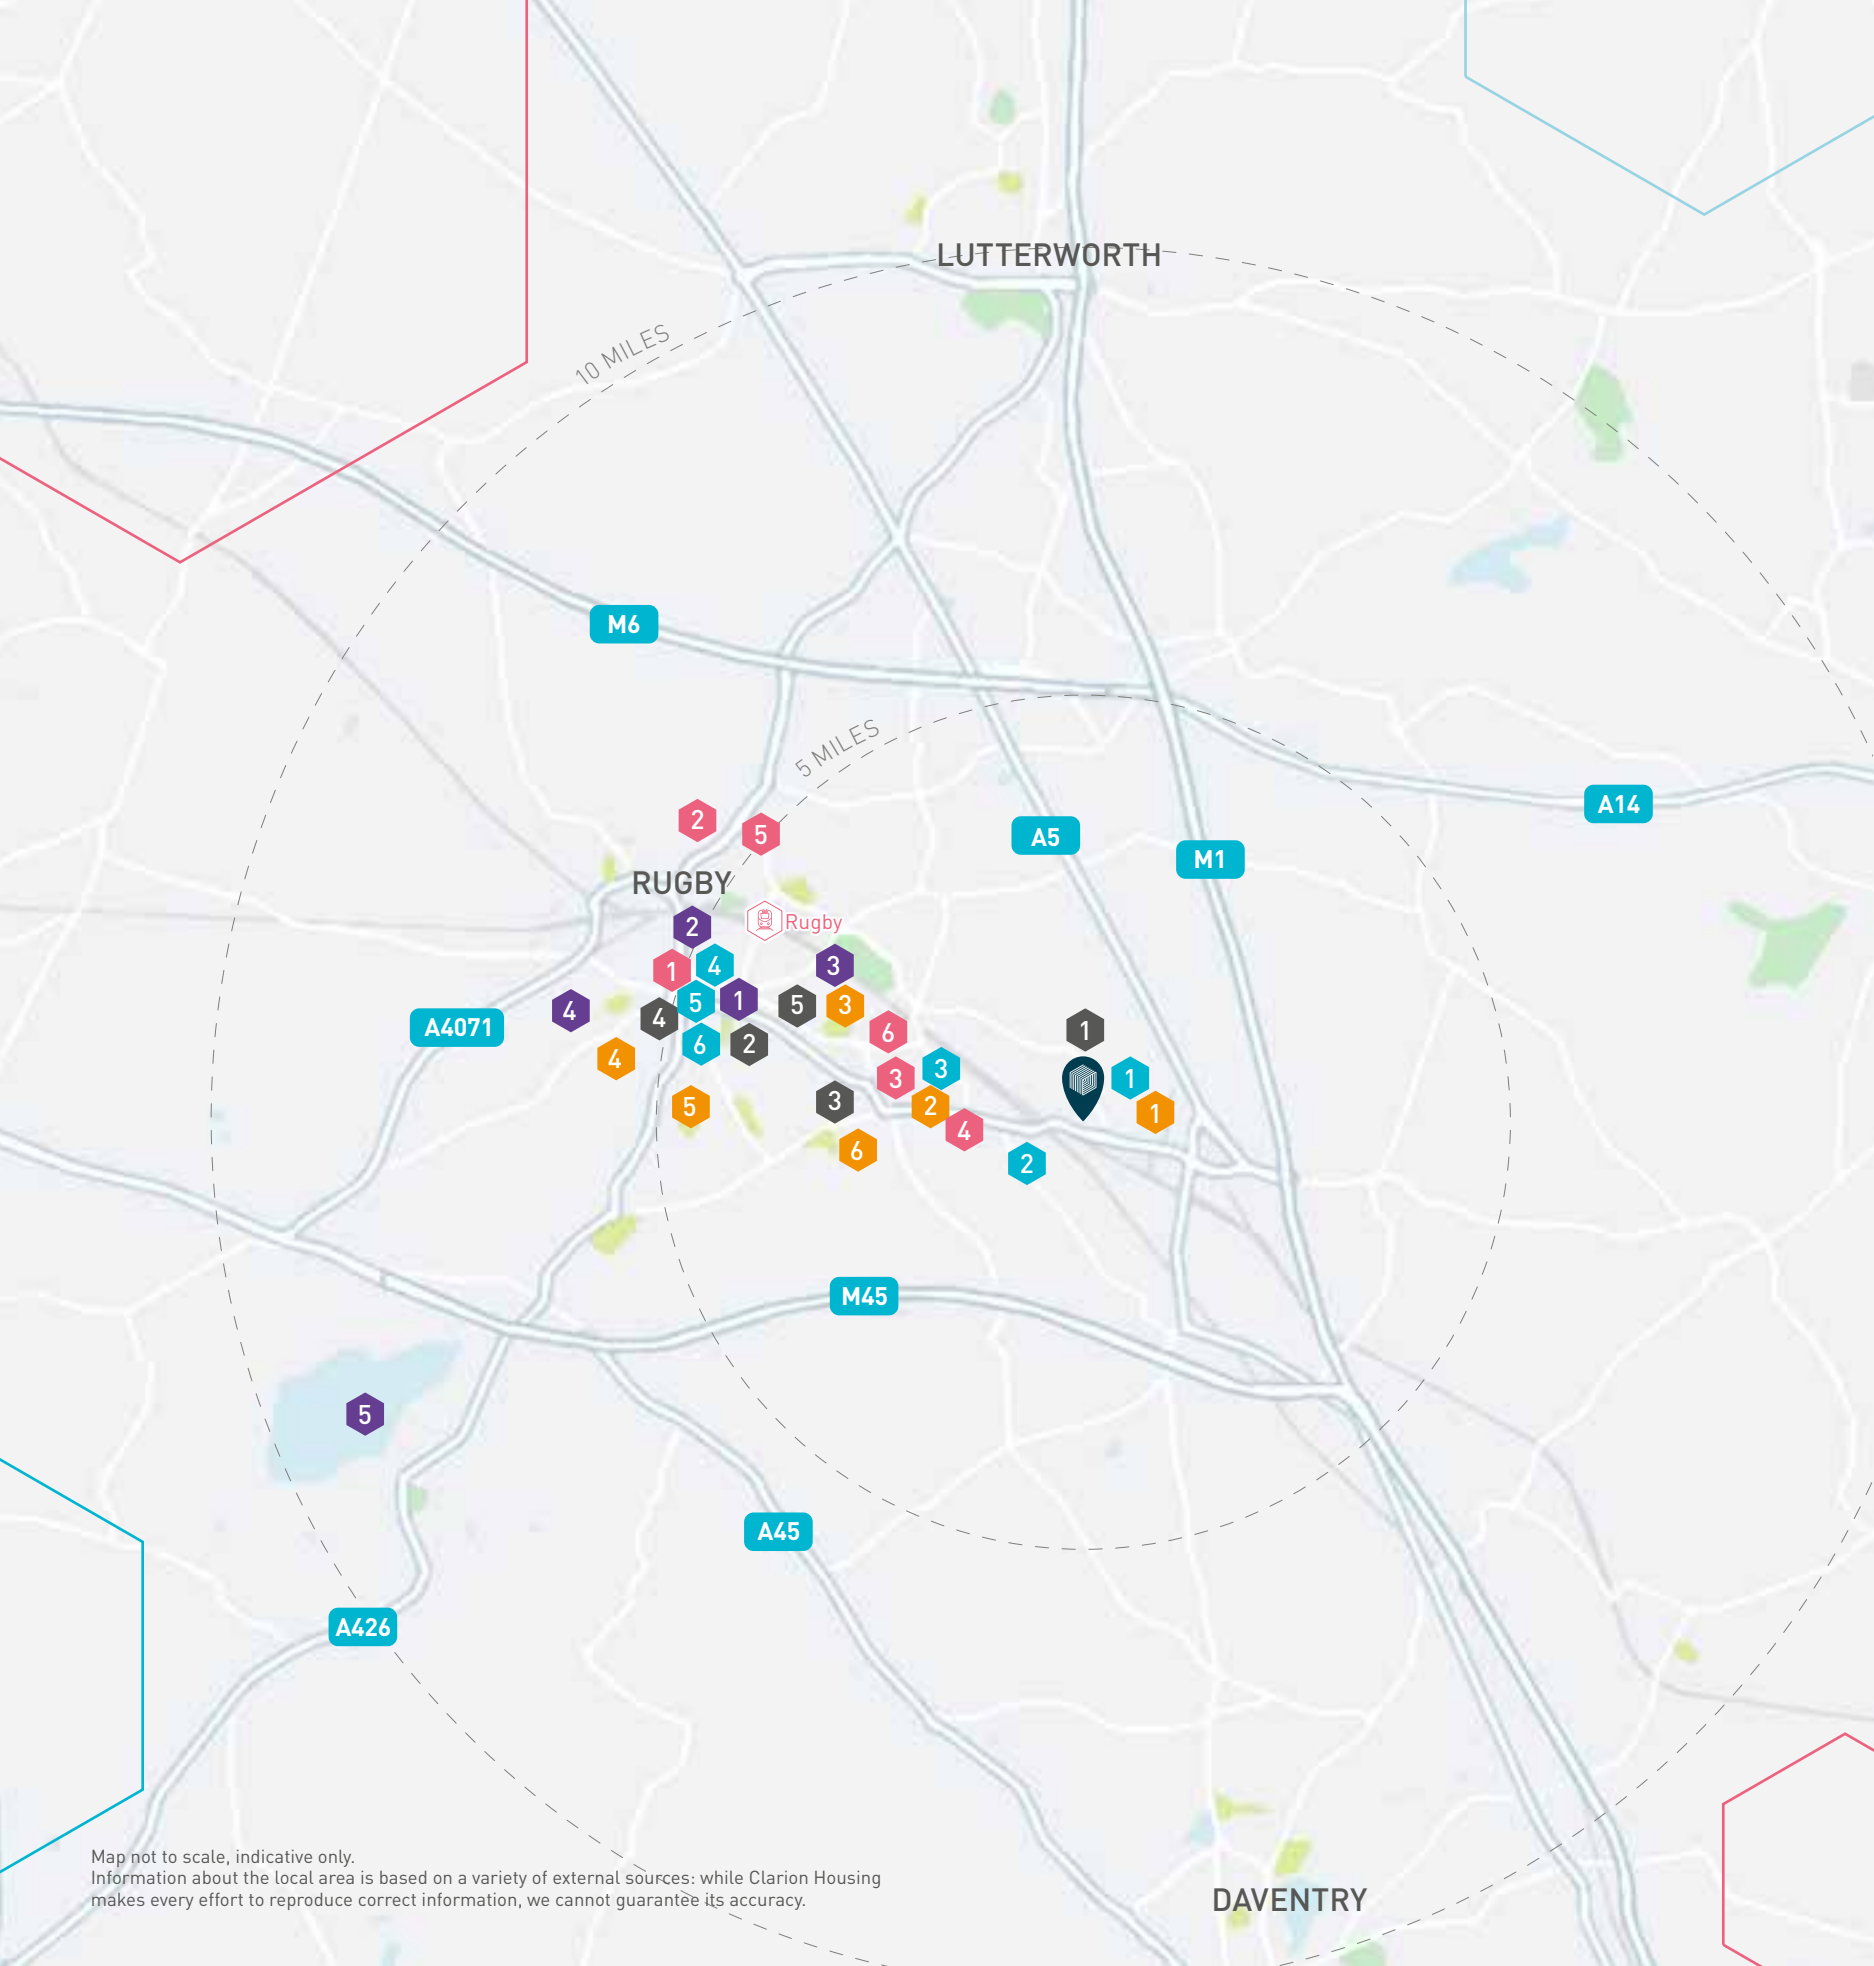 LUTTERWORTH
10 MILES
M6
5 MILES
A14
A5
M1
2
5
RUGBY
2
Rugby
1
4
3
4
5
1
5
3
A4071
4
6
2
6
1
4
3
3
1
5
3
2
1
4
6
2
M45
5
A45
A426
Map not to scale, indicative only.
Information about the local area is based on a variety of external sources: while Clarion Housing
makes every effort to reproduce correct information, we cannot guarantee its accuracy.
DAVENTRY